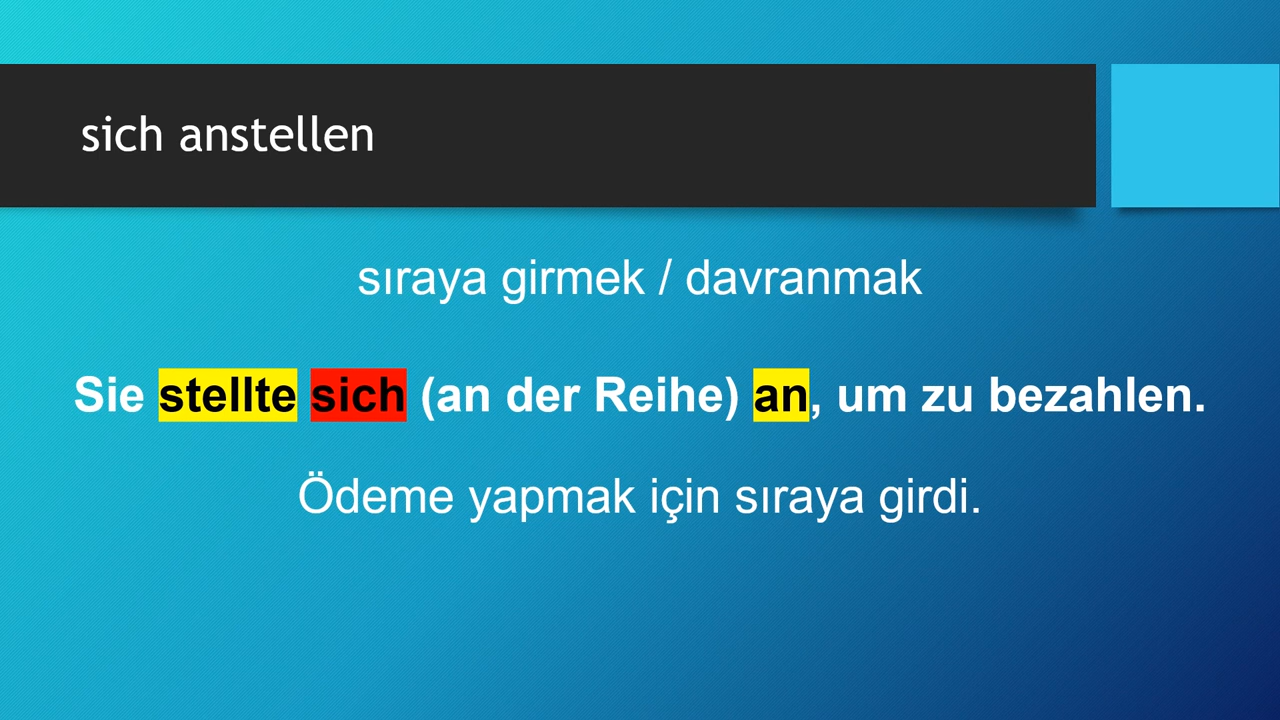 sich anstellen
sıraya girmek / davranmak
Sie stellte sich (an der Reihe) an, um zu bezahlen.
Ödeme yapmak için sıraya girdi.